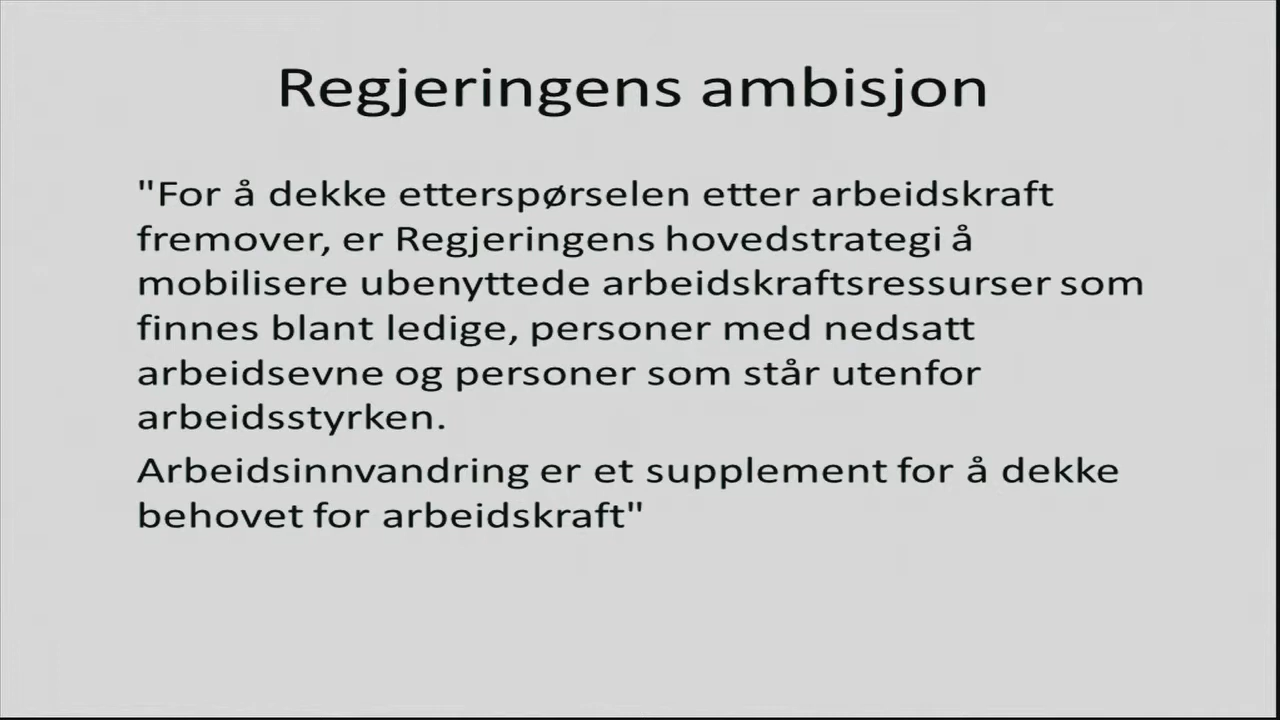 Regjeringens ambisjon
"For å dekke etterspørselen etter arbeidskraft
fremover, er Regjeringens hovedstrategi å
mobilisere ubenyttede arbeidskraftsressurser som
finnes blant ledige, personer med nedsatt
arbeidsevne og personer som står utenfor
arbeidsstyrken.
Arbeidsinnvandring er et supplement for å dekke
behovet for arbeidskraft"